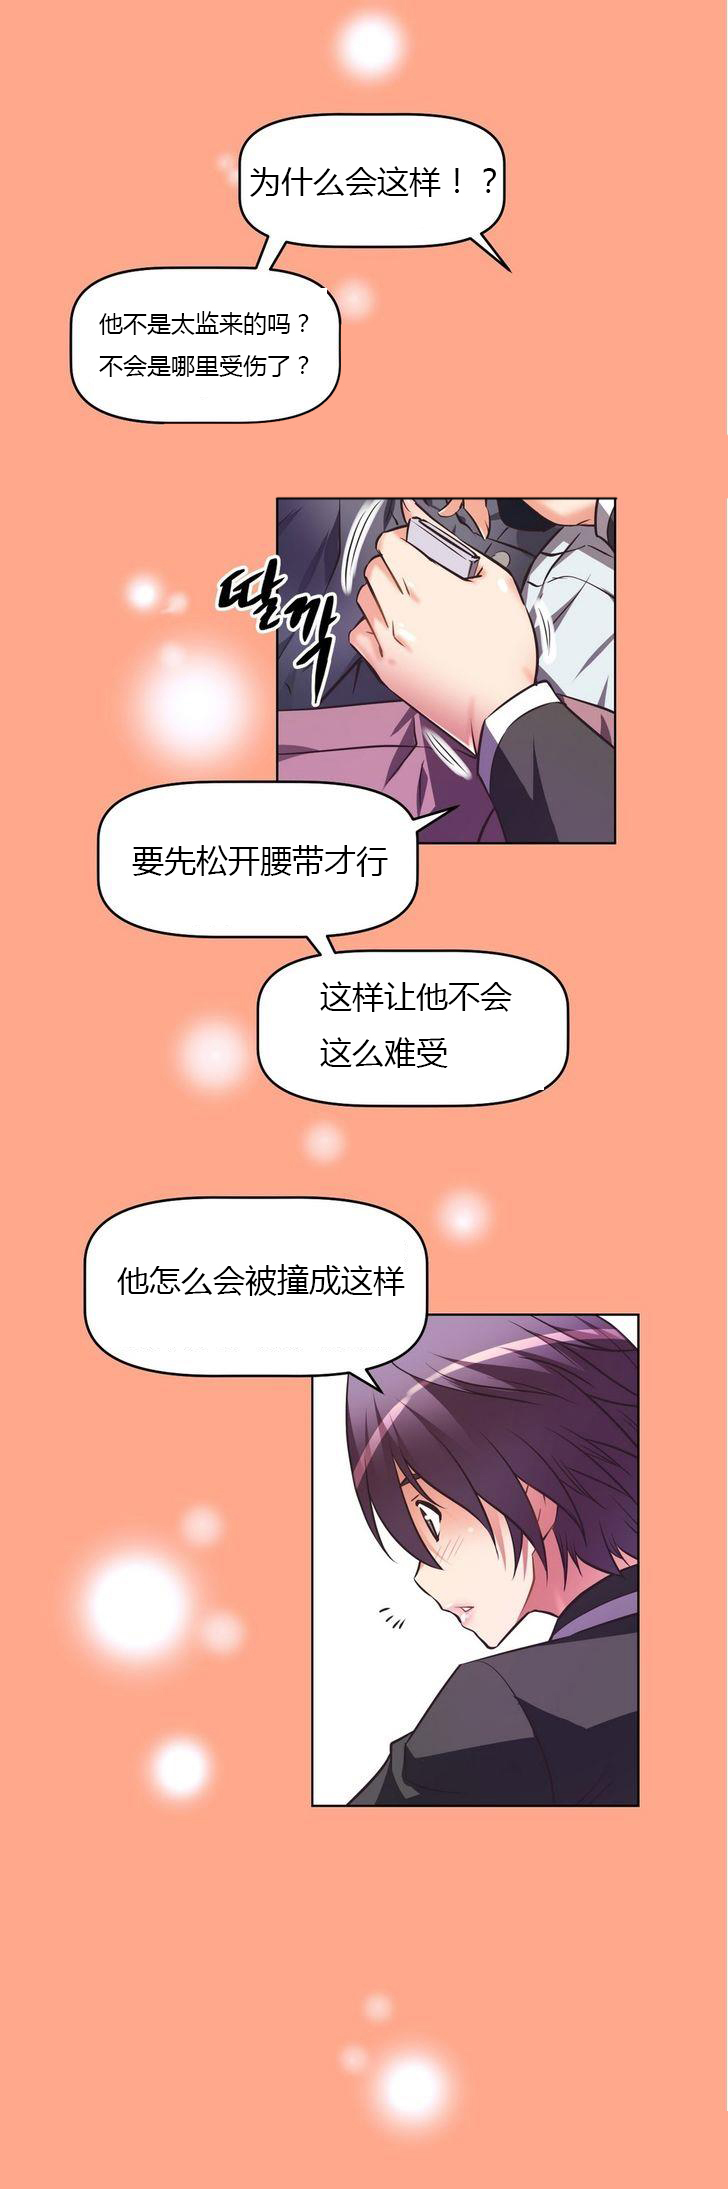 为什么会这样！？
他不是太监来的吗？
不会是哪里受伤了？
딸깍
要先松开腰带才行
这样让他不会
这么难受
他怎么会被撞成这样